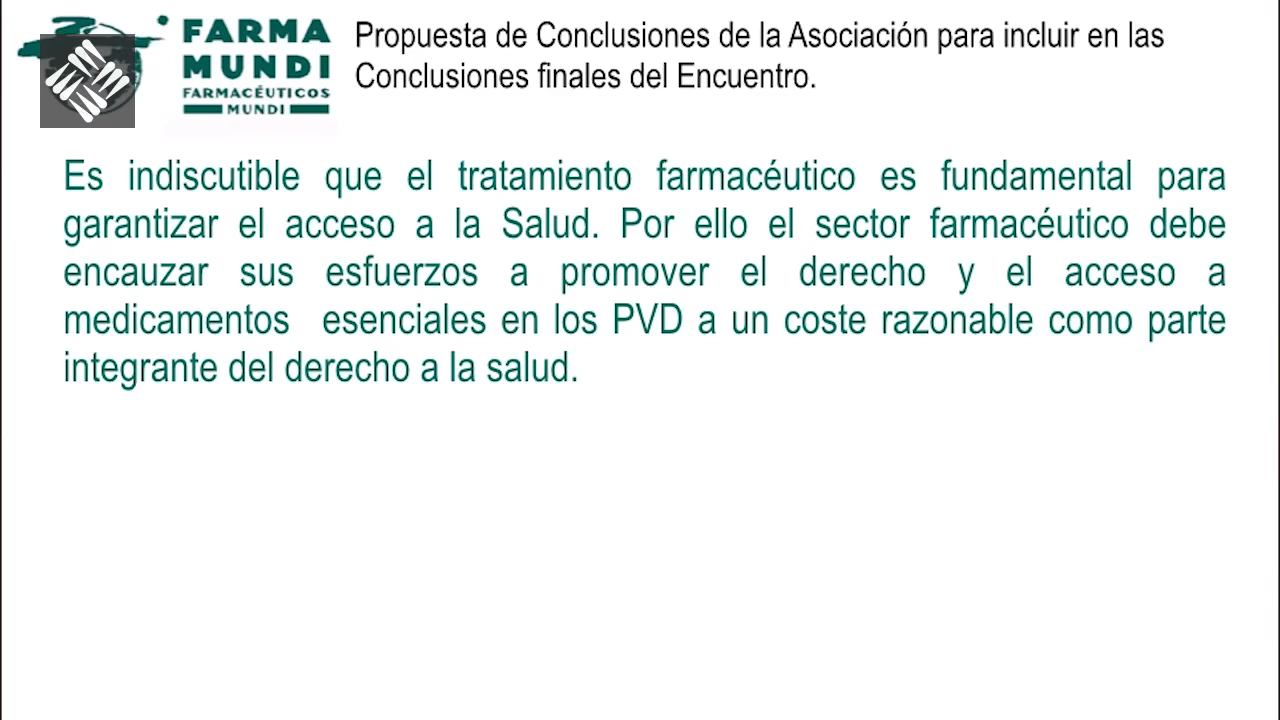 FARMA
MUNDI
FARMACÉUTICOS
MUNDI
Propuesta de Conclusiones de la Asociación para incluir en las
Conclusiones finales del Encuentro.
Es indiscutible que el tratamiento farmacéutico es fundamental para
garantizar el acceso a la Salud. Por ello el sector farmacéutico debe
encauzar sus esfuerzos a promover el derecho y el acceso a
medicamentos esenciales en los PVD a un coste razonable como parte
integrante del derecho a la salud.